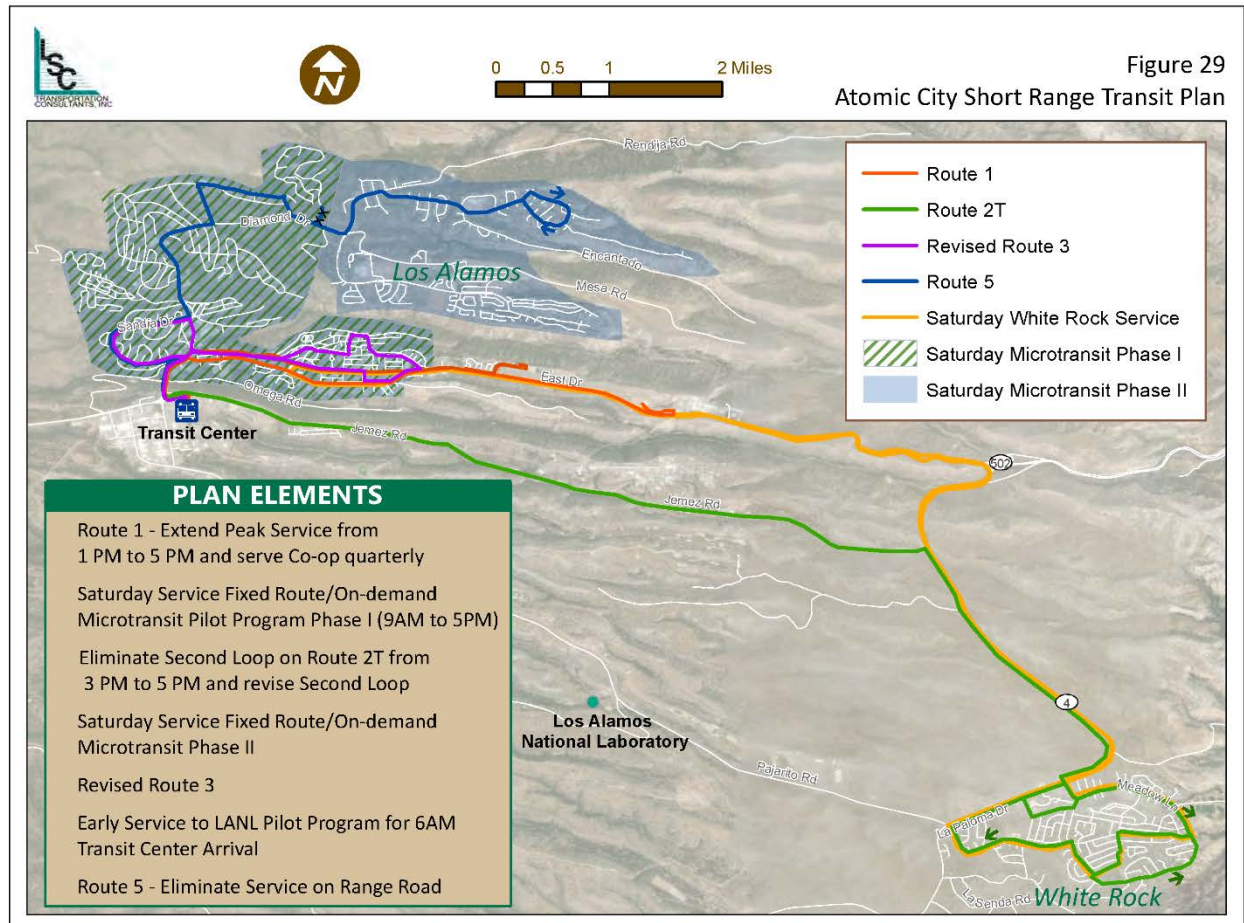 LSC
TRANSPORTATION
CONSULTANTS, INC
N
0 0.5 1 2 Miles
Figure 29
Atomic City Short Range Transit Plan
Route 1
Route 2T
Revised Route 3
Route 5
Saturday White Rock Service
Saturday Microtransit Phase I
Saturday Microtransit Phase II
Rendija Rd
Diamond Dr
Encantado
Los Alamos
Mesa Rd
Sandia Dr
East Dr
Omega Rd
Transit Center
Jemez Rd
502
Jemez Rd
4
Los Alamos
National Laboratory
Pajarito Rd
Meadow Ln
La Paloma Dr
La Senda Rd
White Rock
PLAN ELEMENTS
Route 1 - Extend Peak Service from
1 PM to 5 PM and serve Co-op quarterly
Saturday Service Fixed Route/On-demand
Microtransit Pilot Program Phase I (9AM to 5PM)
Eliminate Second Loop on Route 2T from
3 PM to 5 PM and revise Second Loop
Saturday Service Fixed Route/On-demand
Microtransit Phase II
Revised Route 3
Early Service to LANL Pilot Program for 6AM
Transit Center Arrival
Route 5 - Eliminate Service on Range Road